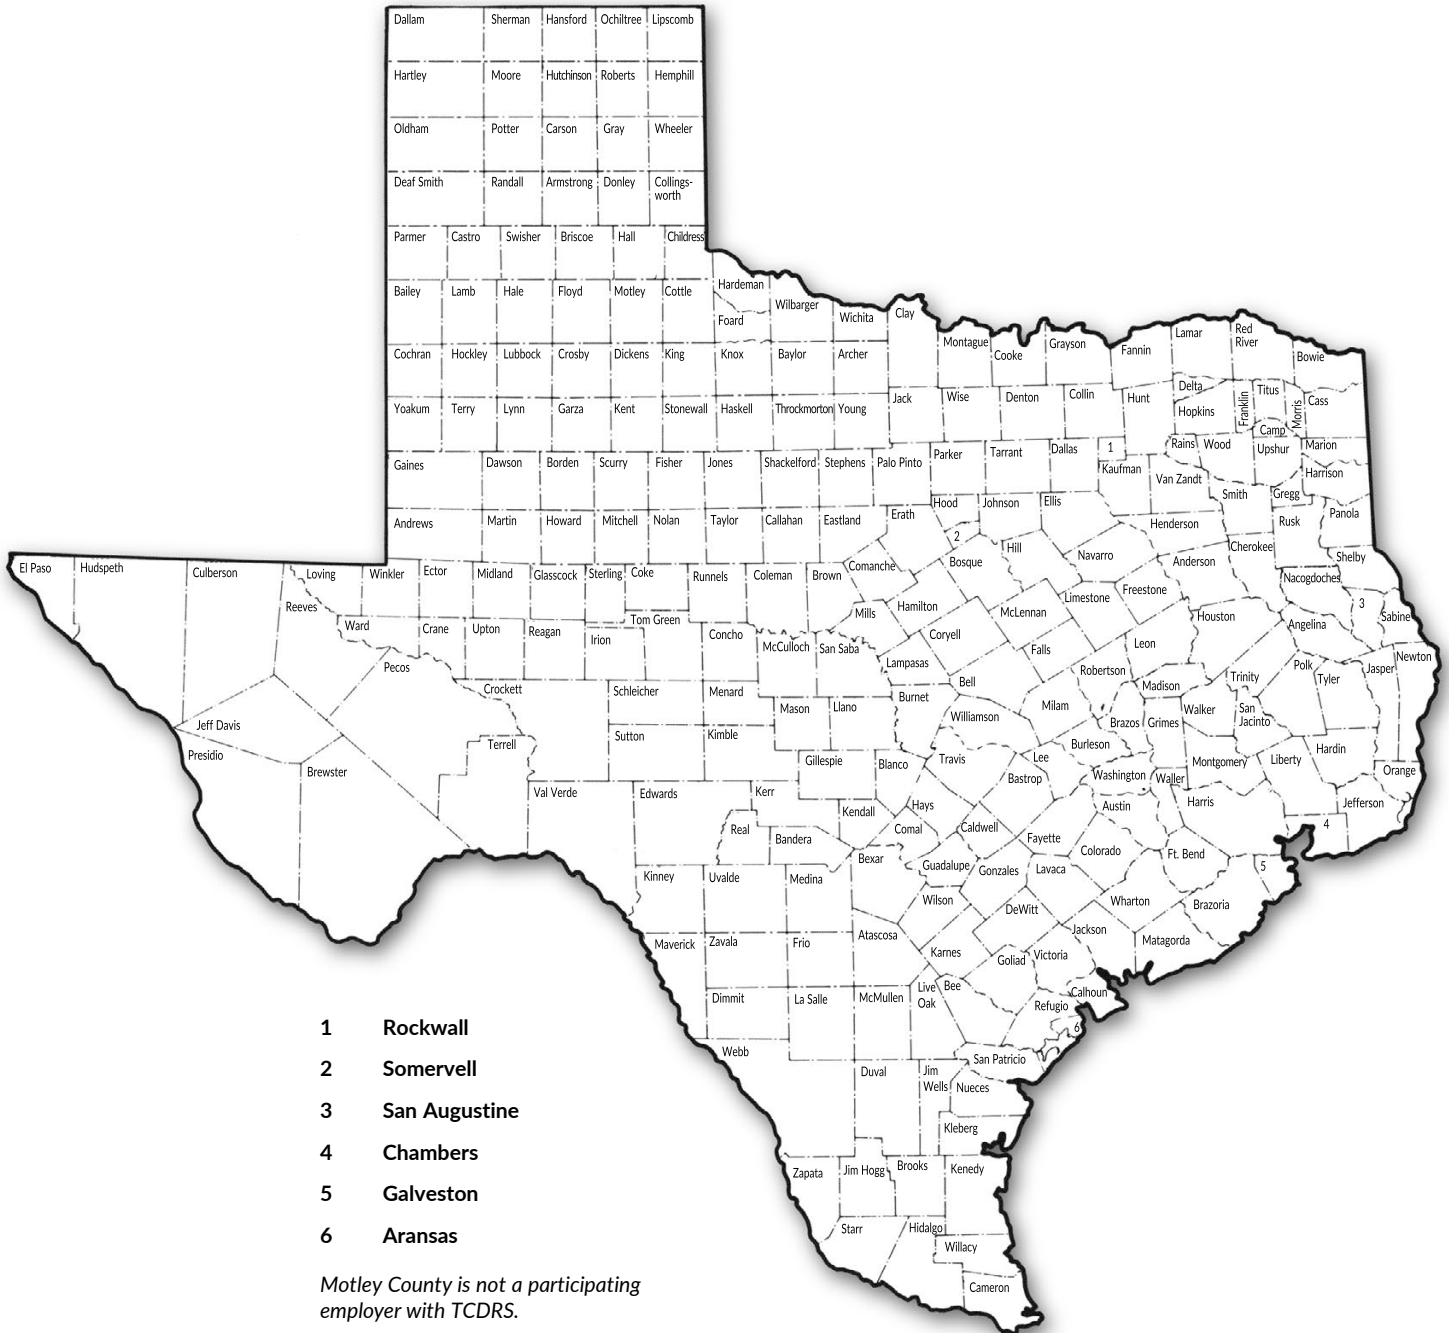 Dallam Sherman Hansford Ochiltree Lipscomb
Hartley Moore Hutchinson Roberts Hemphill
Oldham Potter Carson Gray Wheeler
Deaf Smith Randall Armstrong Donley Collings-
worth
Parmer Castro Swisher Briscoe Hall Childress
Hardeman
Bailey Lamb Hale Floyd Motley Cottle
Wilbarger
Foard
Wichita
Clay
Cochran Hockley Lubbock Crosby Dickens King Knox Baylor Archer
Montague
Cooke
Grayson
Fannin
Lamar
Red
River
Bowie
Yoakum Terry Lynn Garza Kent Stonewall Haskell Throckmorton Young
Jack Wise Denton Collin Hunt
Delta
Hopkins
Franklin
Titus
Morris
Cass
Camp
Gaines Dawson Borden Scurry Fisher Jones Shackelford Stephens Palo Pinto
Parker Tarrant Dallas 1
Rains Wood Upshur Marion
Kaufman
Van Zandt
Harrison
Smith
Gregg
Andrews Martin Howard Mitchell Nolan Taylor Callahan Eastland Erath
Hood Johnson Ellis
2
Henderson
Rusk
Panola
El Paso Hudspeth Culberson
Loving Winkler Ector Midland Glasscock Sterling Coke Runnels Coleman Brown Comanche
Bosque
Hill
Navarro
Anderson
Cherokee
Shelby
Nacogdoches
Reeves
Ward Crane Upton Reagan Irion Tom Green Concho
Mills
Hamilton
McLennan
Limestone
Freestone
Houston
3
Sabine
Angelina
McCulloch
San Saba
Coryell
Falls
Leon
Lampasas
Robertson
Trinity
Polk
Tyler
Jasper
Newton
Pecos
Crockett
Schleicher
Menard
Mason
Llano
Burnet
Bell
Milam
Madison
Brazos
Grimes
Walker
San
Jacinto
Jeff Davis
Presidio
Brewster
Terrell
Sutton
Kimble
Gillespie
Blanco
Williamson
Travis
Burleson
Lee
Bastrop
Washington
Waller
Montgomery
Liberty
Hardin
Orange
Val Verde
Edwards
Kerr
Kendall
Hays
Comal
Caldwell
Fayette
Austin
Harris
Jefferson
4
Real
Bandera
Bexar
Guadalupe
Gonzales
Lavaca
Colorado
Ft. Bend
5
Kinney
Uvalde
Medina
Wilson
DeWitt
Wharton
Brazoria
Jackson
Maverick
Zavala
Frio
Atascosa
Karnes
Goliad
Victoria
Matagorda
Dimmit
La Salle
McMullen
Live
Oak
Bee
Refugio
Calhoun
6
Webb
Duval
Jim
Wells
San Patricio
Nueces
Kleberg
Zapata
Jim Hogg
Brooks
Kenedy
Starr
Hidalgo
Willacy
Cameron
1 Rockwall
2 Somervell
3 San Augustine
4 Chambers
5 Galveston
6 Aransas
Motley County is not a participating
employer with TCDRS.